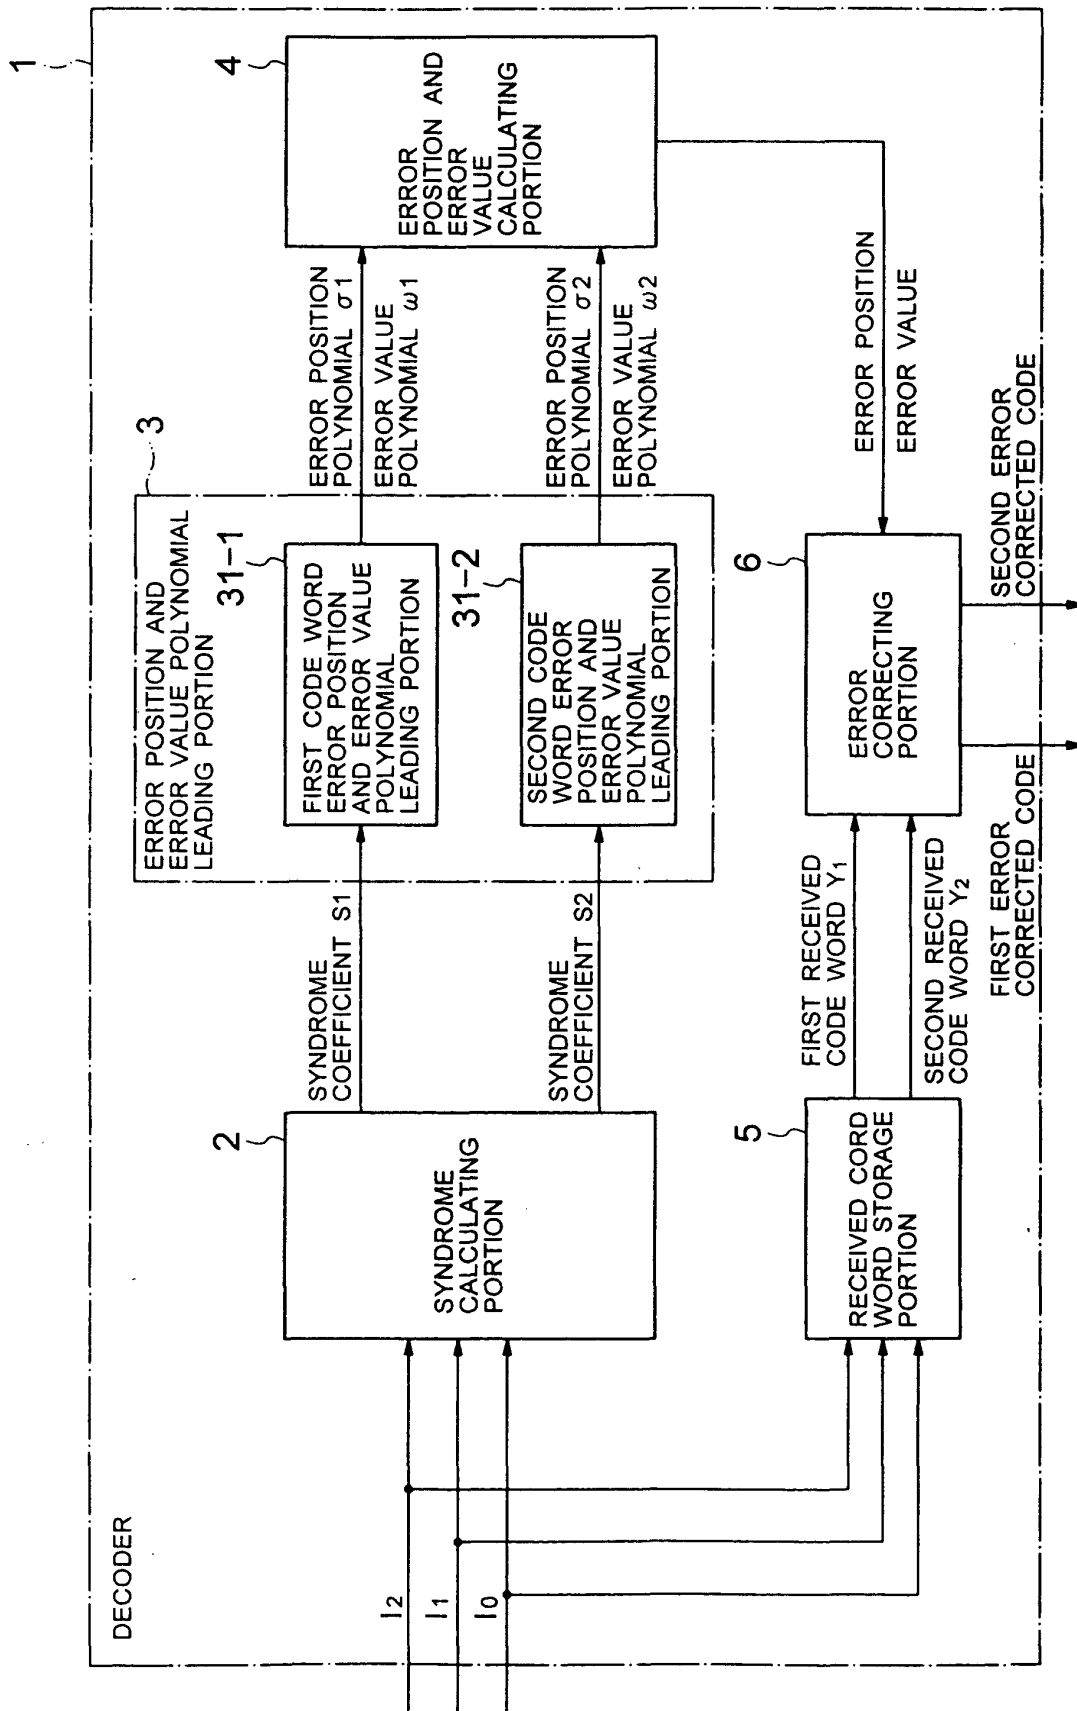 1
DECODER
I2
I1
I0
2
SYNDROME
CALCULATING
PORTION
SYNDROME
COEFFICIENT S1
SYNDROME
COEFFICIENT S2
3
ERROR POSITION AND
ERROR VALUE POLYNOMIAL
LEADING PORTION
31-1
FIRST CODE WORD
ERROR POSITION
AND ERROR VALUE
POLYNOMIAL
LEADING PORTION
31-2
SECOND CODE
WORD ERROR
POSITION AND
ERROR VALUE
POLYNOMIAL
LEADING PORTION
ERROR POSITION
POLYNOMIAL σ1
ERROR VALUE
POLYNOMIAL ω1
ERROR POSITION
POLYNOMIAL σ2
ERROR VALUE
POLYNOMIAL ω2
4
ERROR
POSITION AND
ERROR
VALUE
CALCULATING
PORTION
5
RECEIVED CORD
WORD STORAGE
PORTION
FIRST RECEIVED
CODE WORD Y1
SECOND RECEIVED
CODE WORD Y2
6
ERROR
CORRECTING
PORTION
ERROR POSITION
ERROR VALUE
FIRST ERROR
CORRECTED CODE
SECOND ERROR
CORRECTED CODE